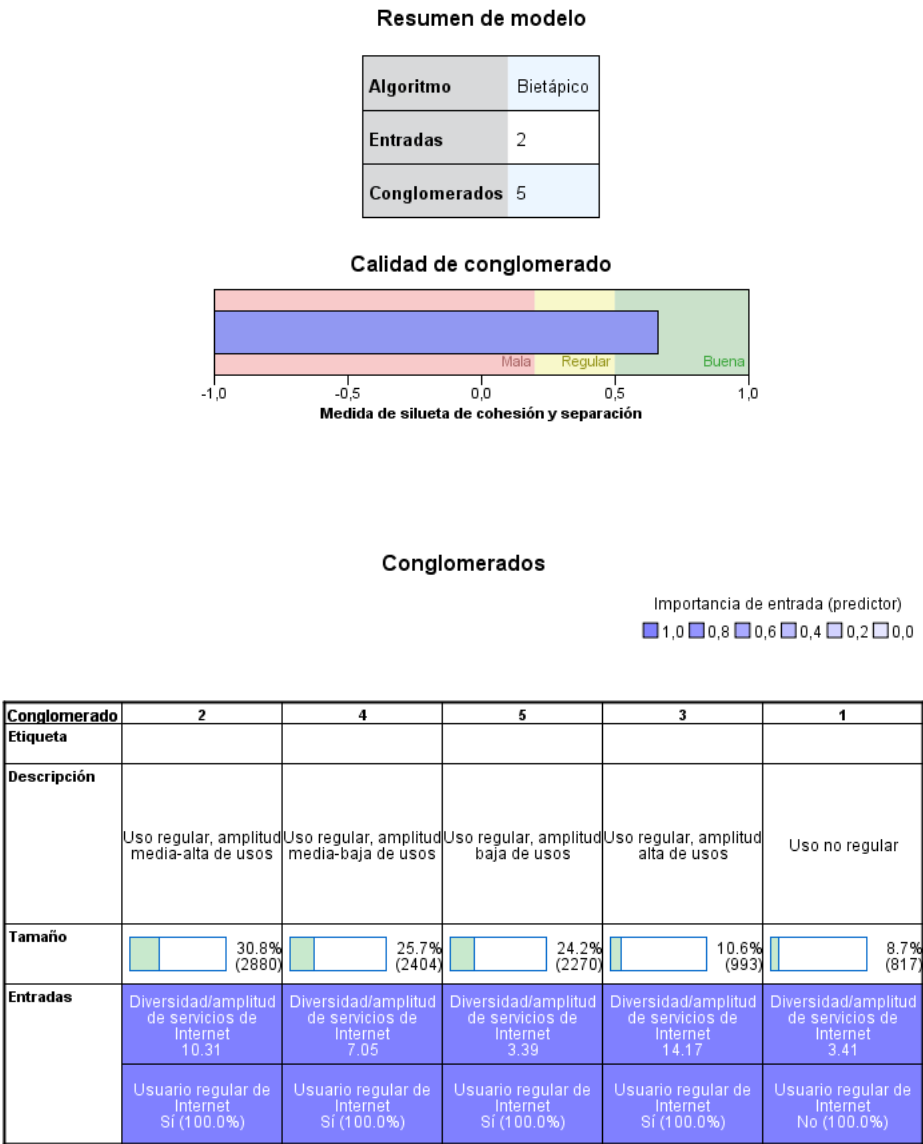 Resumen de modelo
Algoritmo Bietápico
Entradas 2
Conglomerados 5
Calidad de conglomerado
Mala Regular Buena
-1,0 -0,5 0,0 0,5 1,0
Medida de silueta de cohesión y separación
Conglomerados
Importancia de entrada (predictor)
1,0 0,8 0,6 0,4 0,2 0,0
Conglomerado 2 4 5 3 1
Etiqueta
Descripción
Uso regular, amplitud Uso regular, amplitud Uso regular, amplitud Uso regular, amplitud Uso no regular
media-alta de usos media-baja de usos baja de usos alta de usos
Tamaño
30.8% 25.7% 24.2% 10.6% 8.7%
(2880) (2404) (2270) (993) (817)
Entradas
Diversidad/amplitud Diversidad/amplitud Diversidad/amplitud Diversidad/amplitud Diversidad/amplitud
de servicios de de servicios de de servicios de de servicios de de servicios de
Internet Internet Internet Internet Internet
10.31 7.05 3.39 14.17 3.41
Usuario regular de Usuario regular de Usuario regular de Usuario regular de Usuario regular de
Internet Internet Internet Internet Internet
Sí (100.0%) Sí (100.0%) Sí (100.0%) Sí (100.0%) No (100.0%)